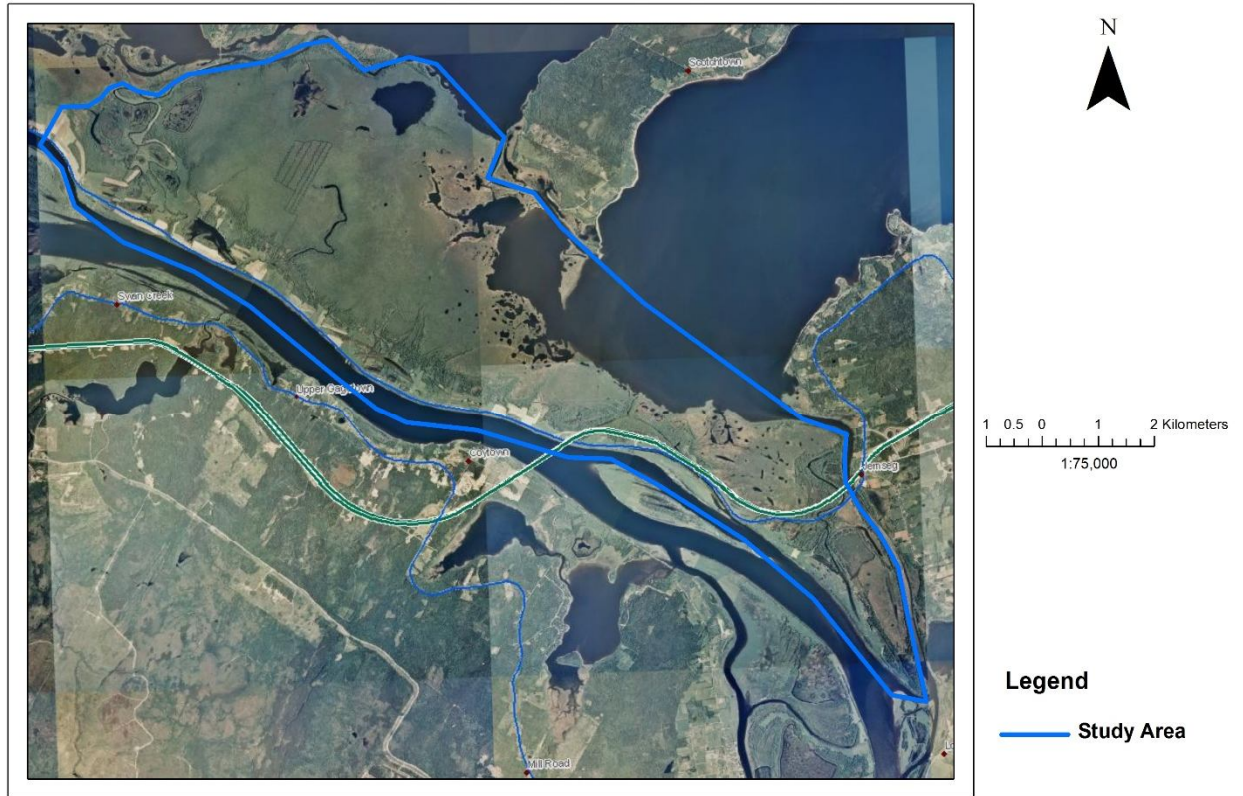 N
Scotchtown
Swan Creek
Upper Gagetown
Coytown
Jemseg
Mill Road
1 0.5 0 1 2 Kilometers
1:75,000
Legend
Study Area